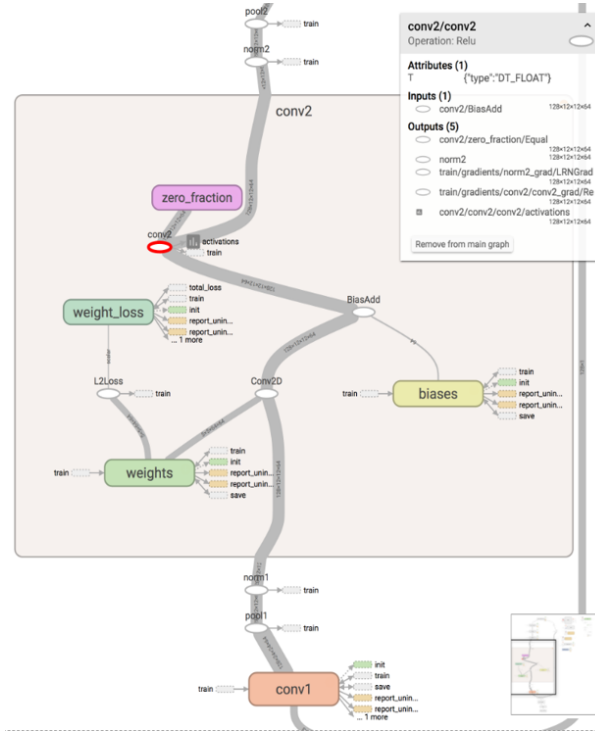 pool2
train
norm2
train
conv2/conv2
Operation: Relu
Attributes (1)
T {"type":"DT_FLOAT"}
Inputs (1)
conv2/BiasAdd
128×12×12×64
Outputs (5)
conv2/zero_fraction/Equal
128×12×12×64
norm2
128×12×12×64
train/gradients/norm2_grad/LRNGrad
128×12×12×64
train/gradients/conv2/conv2_grad/Re
128×12×12×64
conv2/conv2/conv2/activations
128×12×12×64
Remove from main graph
conv2
zero_fraction
conv2
activations
train
BiasAdd
weight_loss
total_loss
train
init
report_unin...
report_unin...
... 1 more
L2Loss
train
Conv2D
train
biases
train
init
report_unin...
report_unin...
save
train
weights
train
init
report_unin...
report_unin...
save
norm1
train
pool1
train
train
conv1
init
train
save
report_unin...
report_unin...
... 1 more